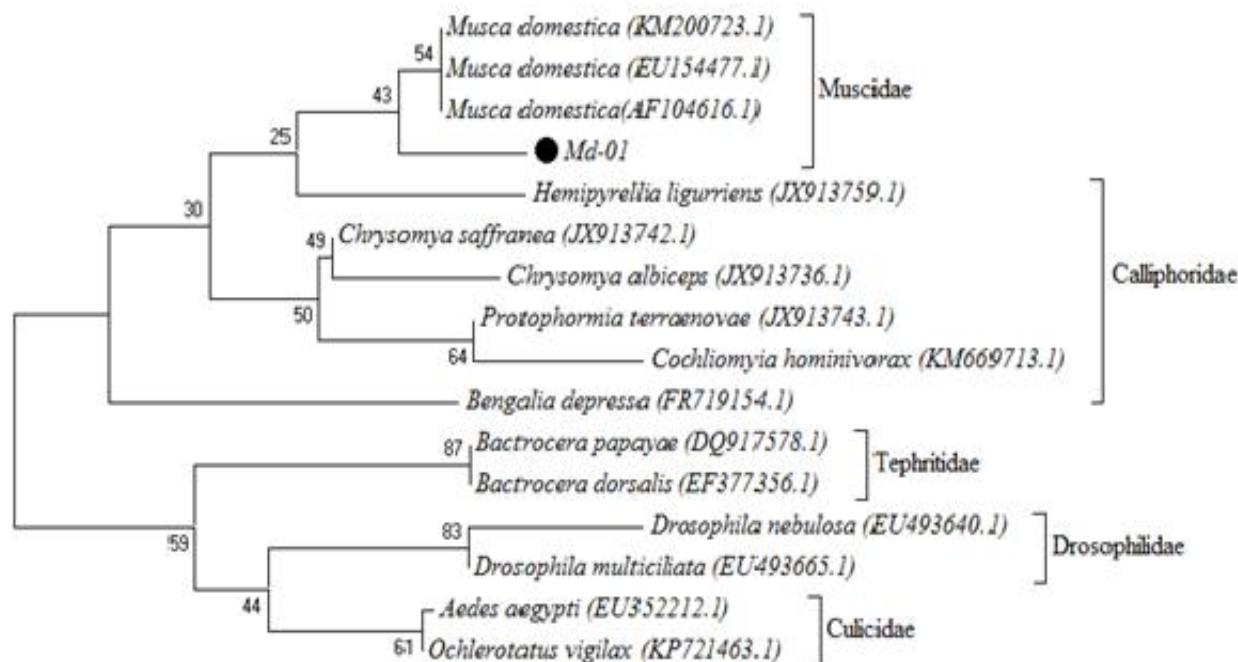 Musca domestica (KM200723.1)
54
Musca domestica (EU154477.1)
Muscidae
43
Musca domestica(AF104616.1)
25
Md-01
Hemipyrellia ligurriens (JX913759.1)
30
Chrysomya saffranea (JX913742.1)
49
Chrysomya albiceps (JX913736.1)
Calliphoridae
50
Protophormia terraenovae (JX913743.1)
64
Cochliomyia hominivorax (KM669713.1)
Bengalia depressa (FR719154.1)
87
Bactrocera papayae (DQ917578.1)
Tephritidae
Bactrocera dorsalis (EF377356.1)
59
83
Drosophila nebulosa (EU493640.1)
Drosophilidae
Drosophila multiciliata (EU493665.1)
44
Aedes aegypti (EU352212.1)
Culicidae
61
Ochlerotatus vigilax (KP721463.1)